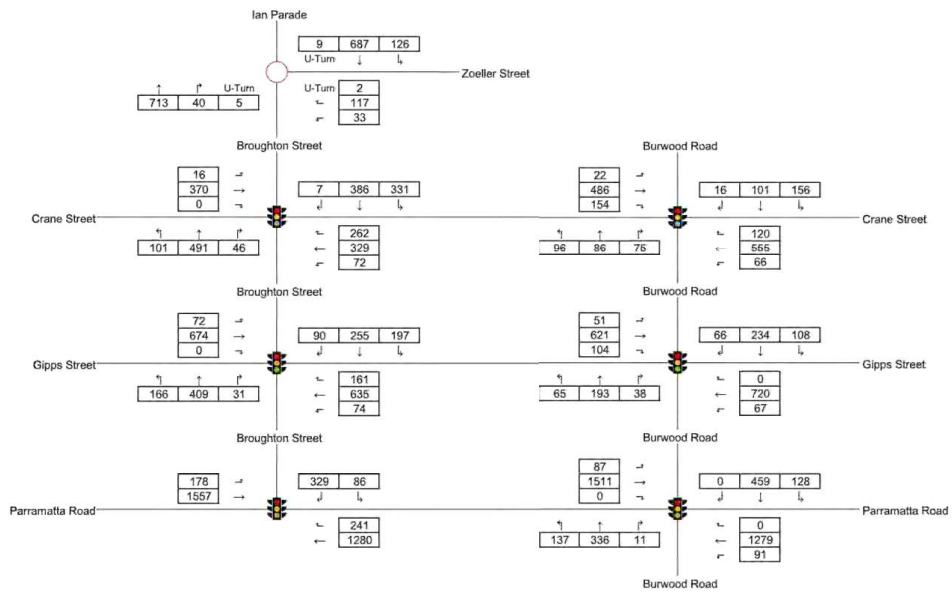 Ian Parade
9 687 126
U-Turn
Zoeller Street
U-Turn
713 40 5
U-Turn 2
117
33
Broughton Street
Burwood Road
16
370
0
7 386 331
22
486
154
16 101 156
Crane Street
Crane Street
101 491 46
262
329
72
96 86 75
120
555
66
Broughton Street
Burwood Road
72
674
0
90 255 197
51
621
104
66 234 108
Gipps Street
Gipps Street
166 409 31
161
635
74
65 193 38
0
720
67
Broughton Street
Burwood Road
178
1557
329 86
87
1511
0
0 459 128
Parramatta Road
Parramatta Road
241
1280
137 336 11
0
1279
91
Burwood Road